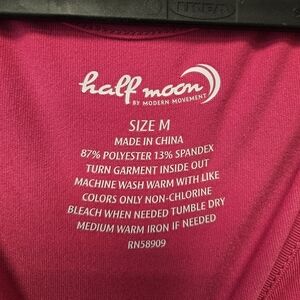 half moon
BY MODERN MOVEMENT
SIZE M
MADE IN CHINA
87% POLYESTER 13% SPANDEX
TURN GARMENT INSIDE OUT
MACHINE WASH WARM WITH LIKE
COLORS ONLY NON-CHLORINE
BLEACH WHEN NEEDED TUMBLE DRY
MEDIUM WARM IRON IF NEEDED
RN58909